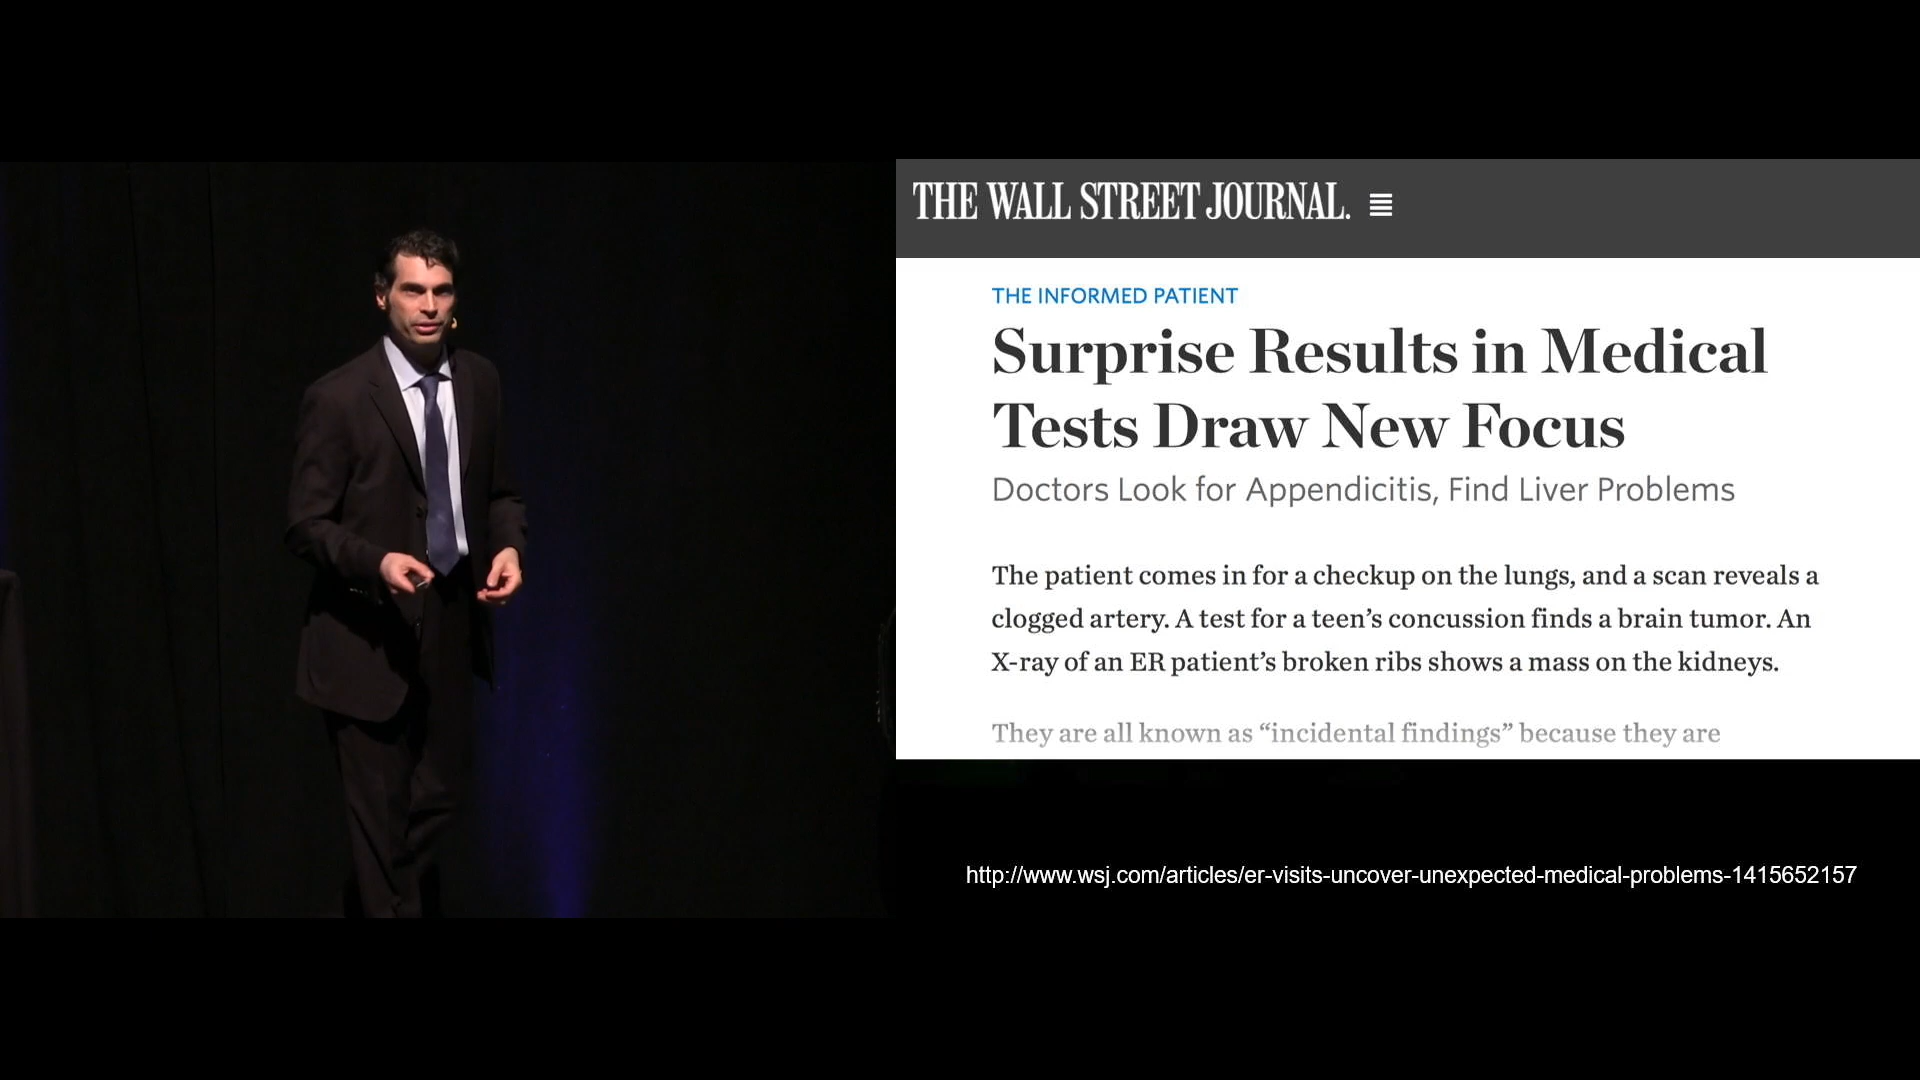 THE WALL STREET JOURNAL.
THE INFORMED PATIENT
Surprise Results in Medical
Tests Draw New Focus
Doctors Look for Appendicitis, Find Liver Problems
The patient comes in for a checkup on the lungs, and a scan reveals a
clogged artery. A test for a teen’s concussion finds a brain tumor. An
X-ray of an ER patient’s broken ribs shows a mass on the kidneys.
They are all known as “incidental findings” because they are
http://www.wsj.com/articles/er-visits-uncover-unexpected-medical-problems-1415652157